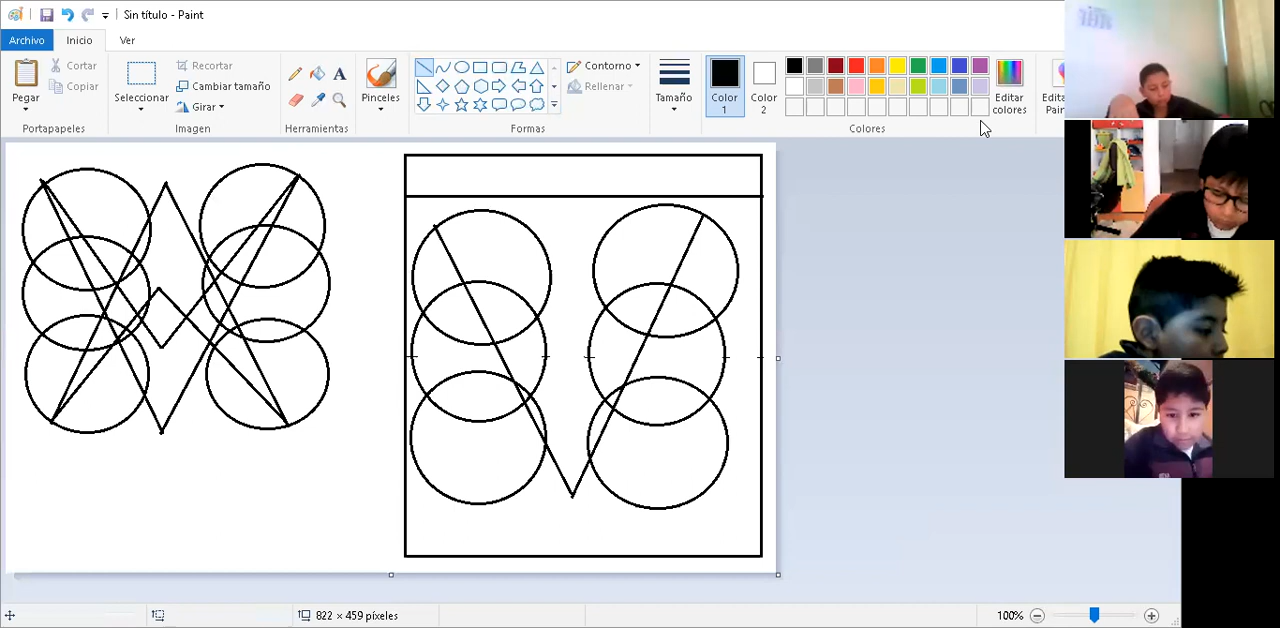 Sin título - Paint
Archivo Inicio Ver
Pegar
Cortar
Copiar
Portapapeles
Seleccionar
Recortar
Cambiar tamaño
Girar
Imagen
A
Herramientas
Pinceles
Contorno
Rellenar
Formas
Tamaño
Color 1
Color 2
Editar colores
Colores
822 × 459 píxeles
100%